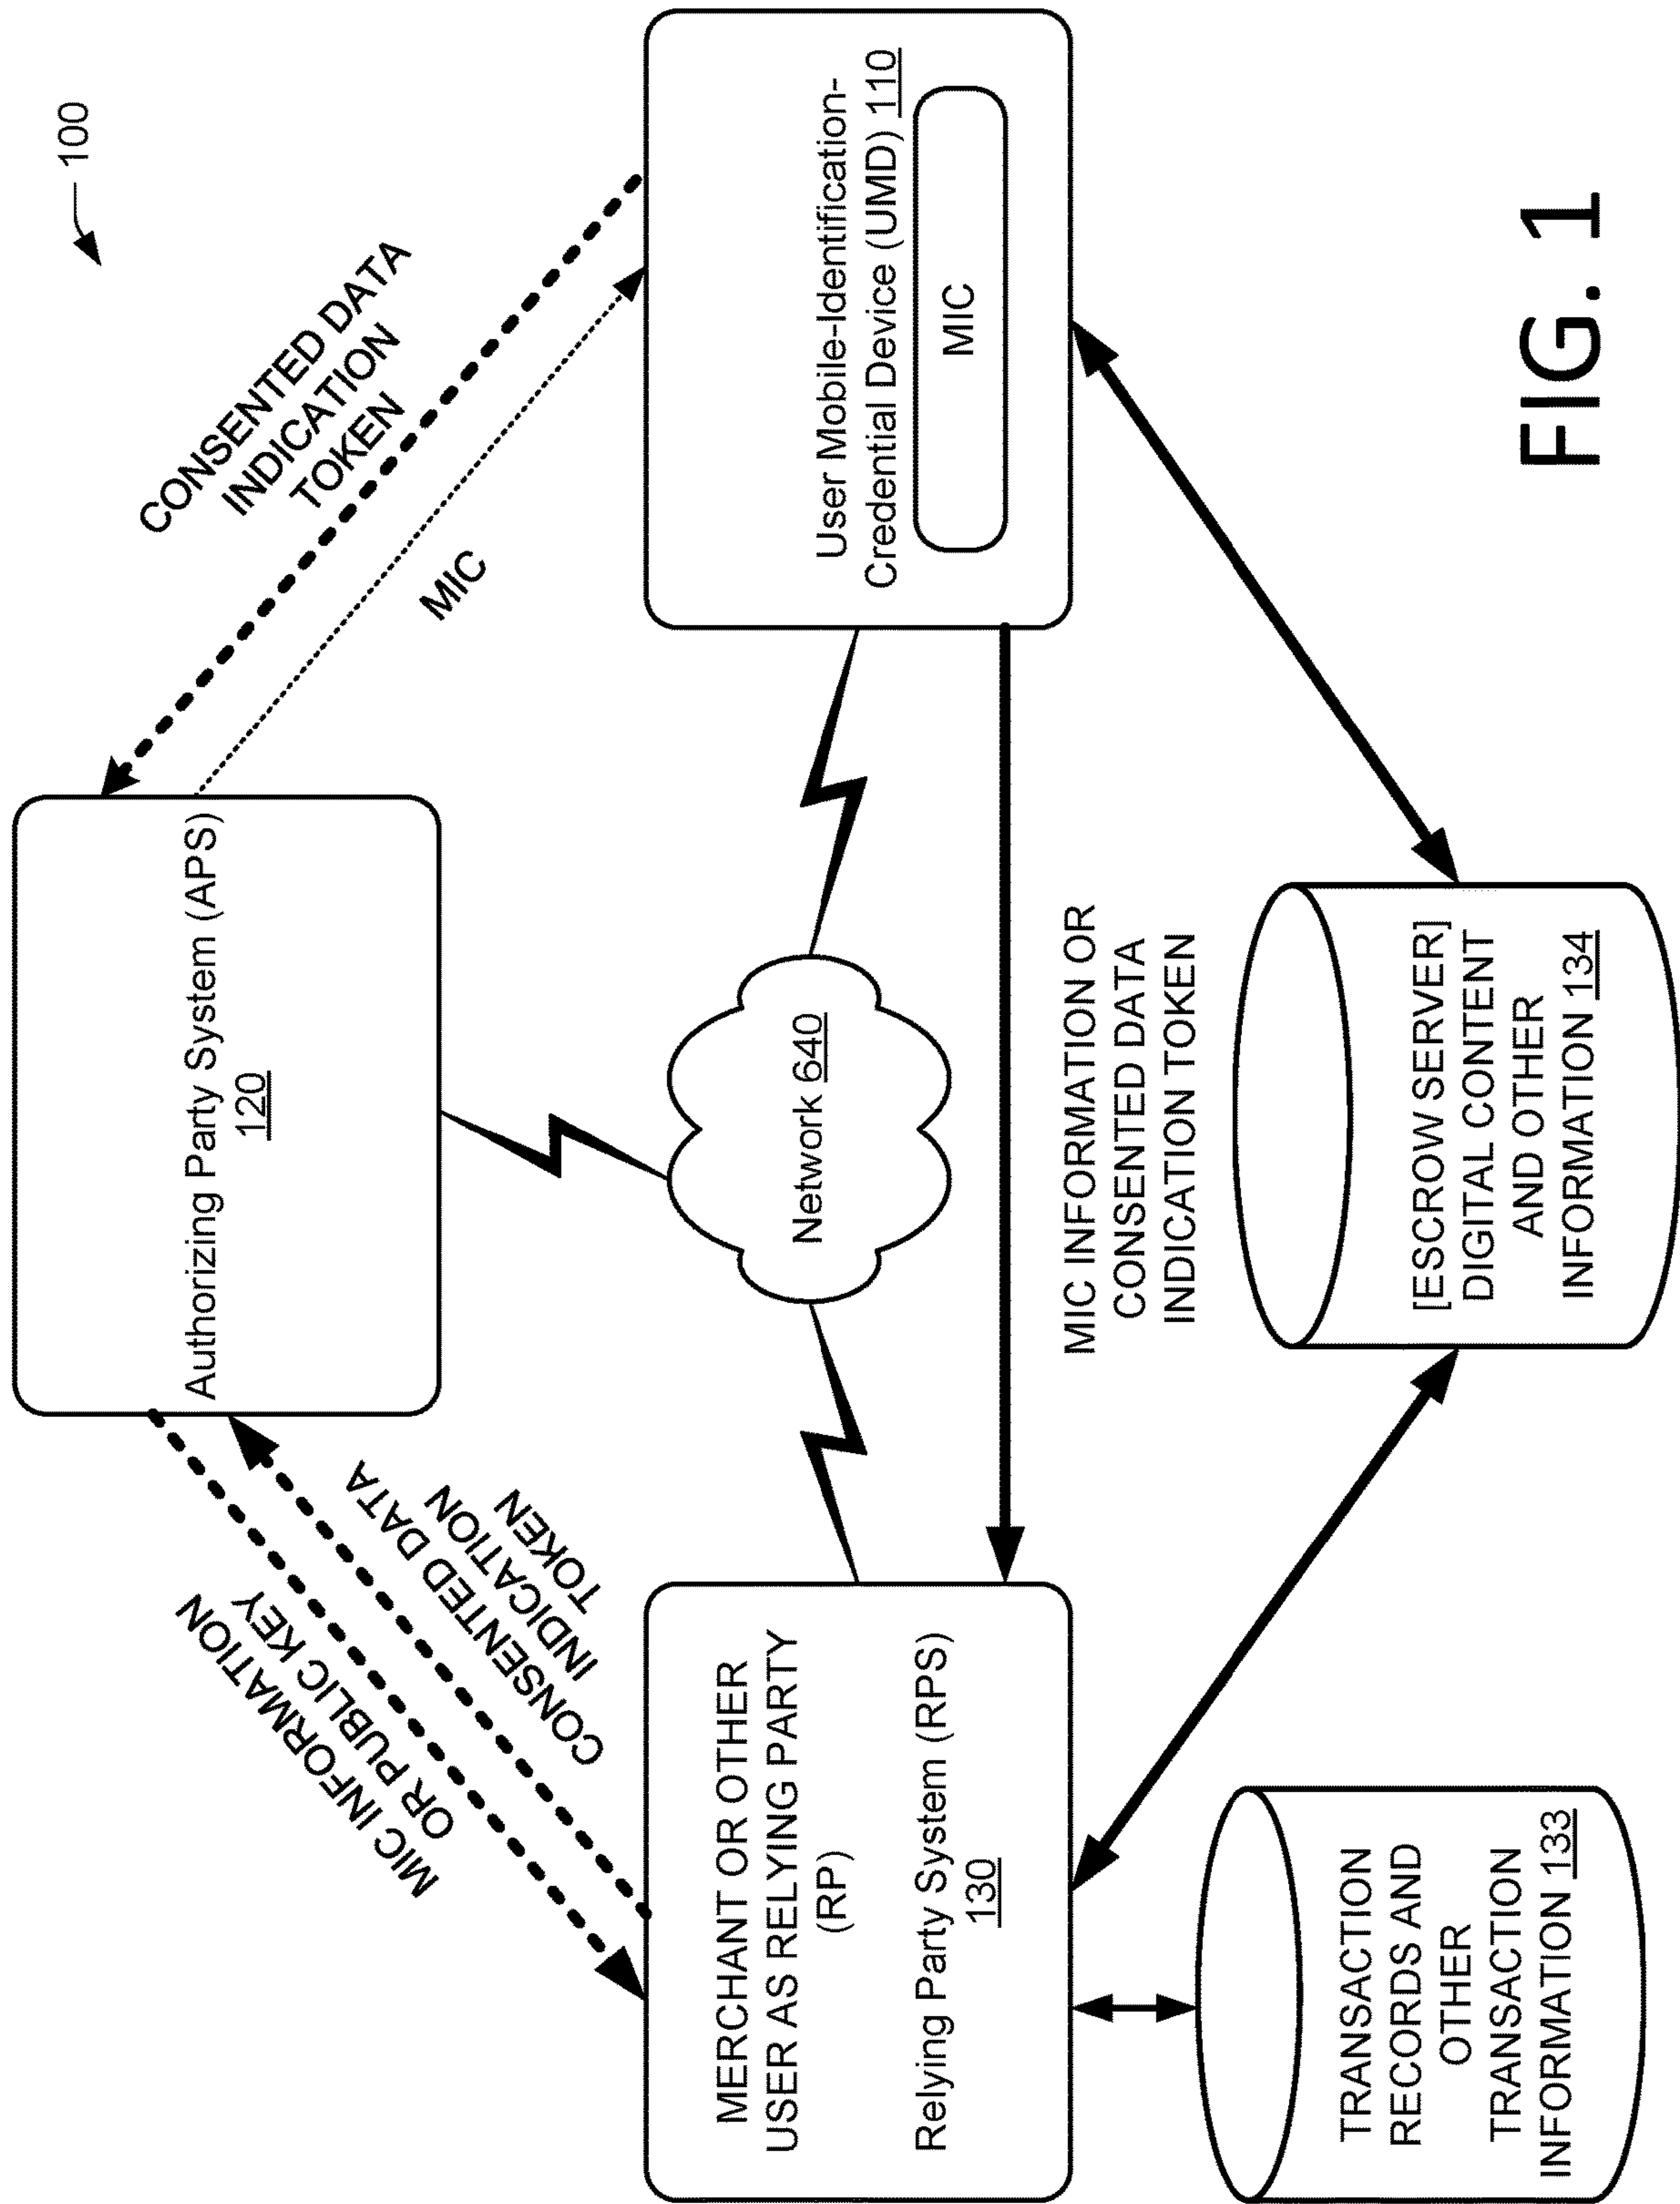 100
Authorizing Party System (APS)
120
CONSENTED DATA
INDICATION
TOKEN
MIC
MIC INFORMATION
OR PUBLIC KEY
CONSENTED DATA
INDICATION
TOKEN
MERCHANT OR OTHER
USER AS RELYING PARTY
(RP)
Relying Party System (RPS)
130
Network 640
User Mobile-Identification-
Credential Device (UMD) 110
MIC
MIC INFORMATION OR
CONSENTED DATA
INDICATION TOKEN
TRANSACTION
RECORDS AND
OTHER
TRANSACTION
INFORMATION 133
[ESCROW SERVER]
DIGITAL CONTENT
AND OTHER
INFORMATION 134
FIG. 1